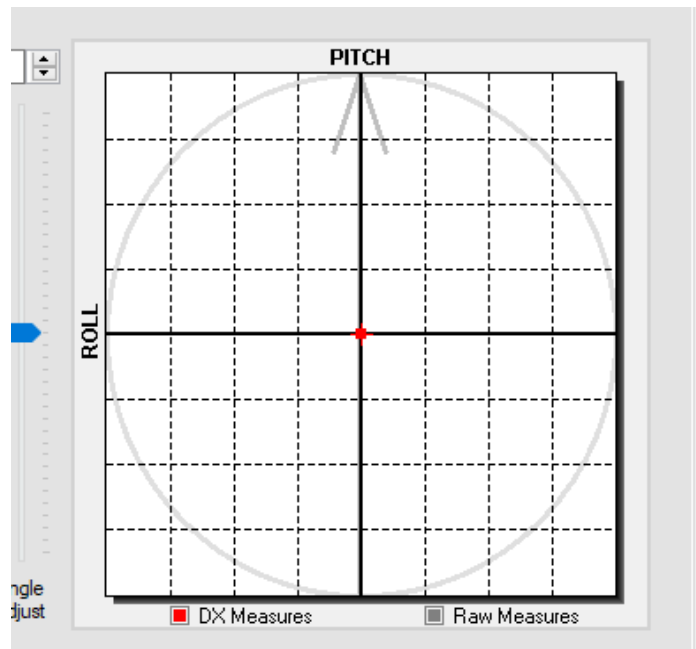 PITCH
ROLL
ngle
djust
DX Measures
Raw Measures